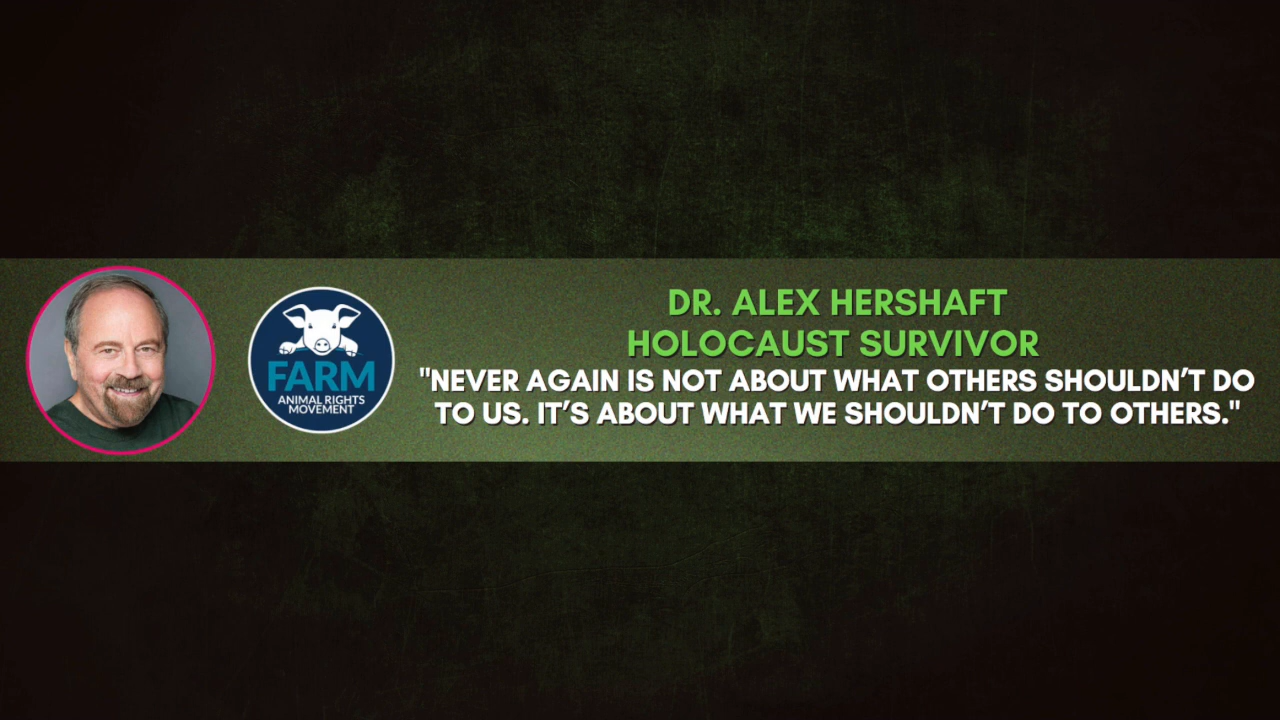 FARM
ANIMAL RIGHTS
MOVEMENT
DR. ALEX HERSHAFT
HOLOCAUST SURVIVOR
"NEVER AGAIN IS NOT ABOUT WHAT OTHERS SHOULDN’T DO
TO US. IT’S ABOUT WHAT WE SHOULDN’T DO TO OTHERS."